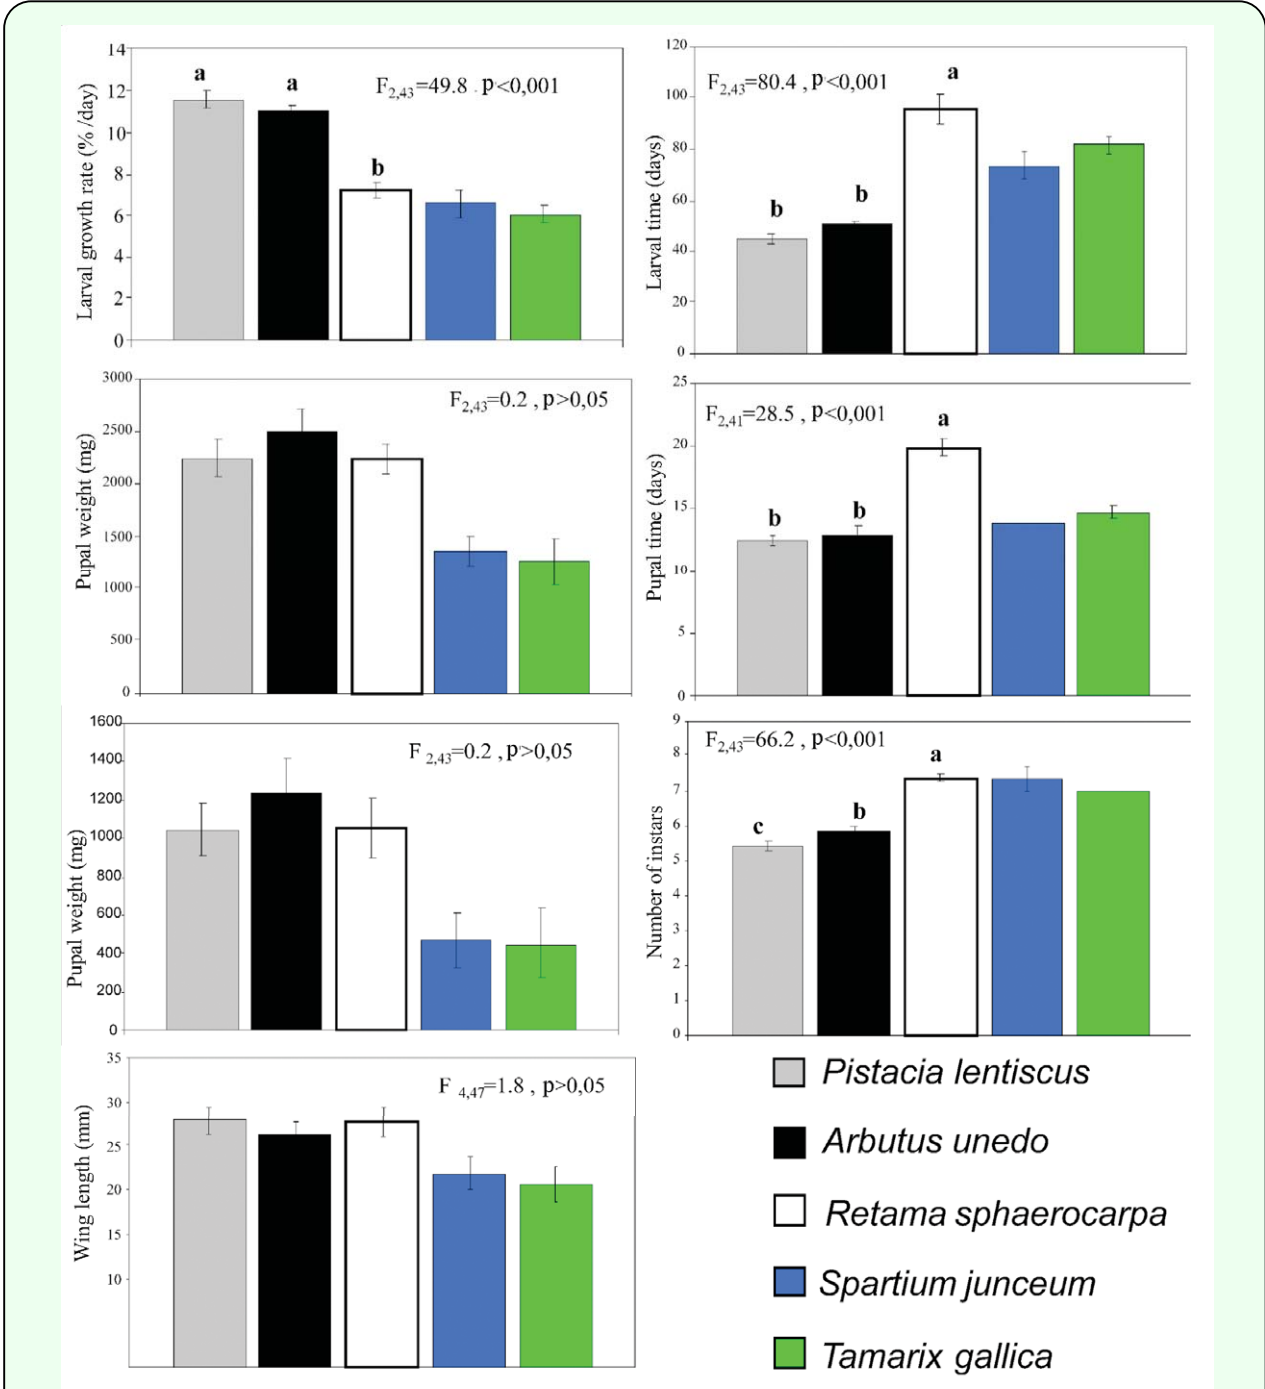 Larval growth rate (% /day)
14
12
10
8
6
4
2
0
a
a
b
F2,43=49.8 . p<0,001
Larval time (days)
120
100
80
60
40
20
0
F2,43=80.4 , p<0,001
b
b
a
Pupal weight (mg)
3000
2500
2000
1500
1000
500
0
F2,43=0.2 , p>0,05
Pupal time (days)
25
20
15
10
5
0
F2,41=28.5 , p<0,001
b
b
a
Pupal weight (mg)
1600
1400
1200
1000
800
600
400
200
0
F 2,43=0.2 , p>0,05
Number of instars
9
8
7
6
5
4
3
2
1
0
F2,43=66.2 , p<0,001
c
b
a
Wing length (mm)
35
30
25
20
15
10
F 4,47=1.8 , p>0,05
Pistacia lentiscus
Arbutus unedo
Retama sphaerocarpa
Spartium junceum
Tamarix gallica